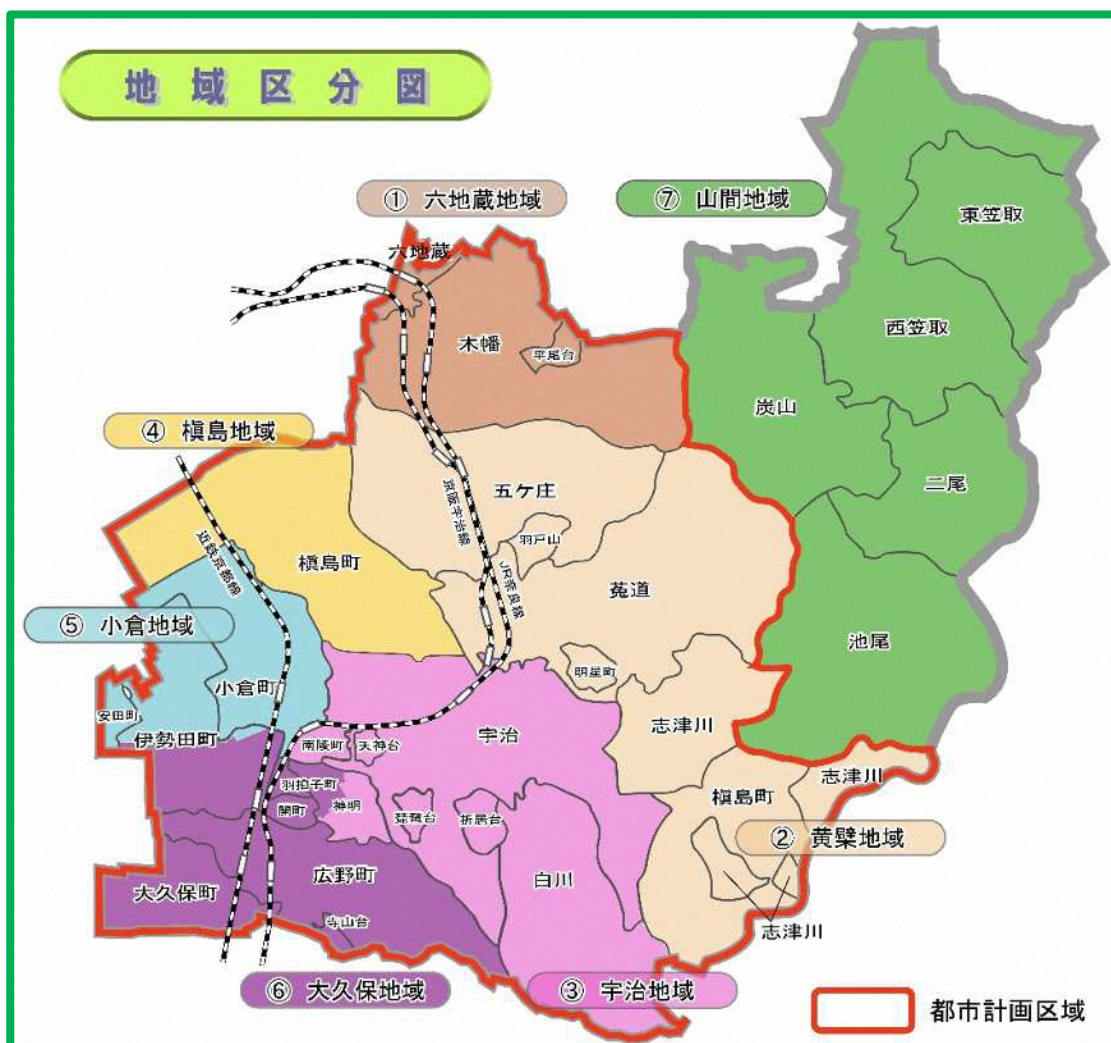 地域区分図
① 六地蔵地域
⑦ 山間地域
東笠取
六地蔵
西笠取
木幡
平尾台
炭山
④ 槇島地域
二尾
五ケ庄
京阪宇治線
羽戸山
近鉄京都線
槇島町
JR奈良線
菟道
⑤ 小倉地域
池尾
明星町
小倉町
安田町
志津川
伊勢田町
南陵町
天神台
宇治
志津川
羽拍子町
槇島町
開町
神明
琵琶台
折居台
② 黄檗地域
大久保町
広野町
白川
寺山台
志津川
⑥ 大久保地域
③ 宇治地域
都市計画区域